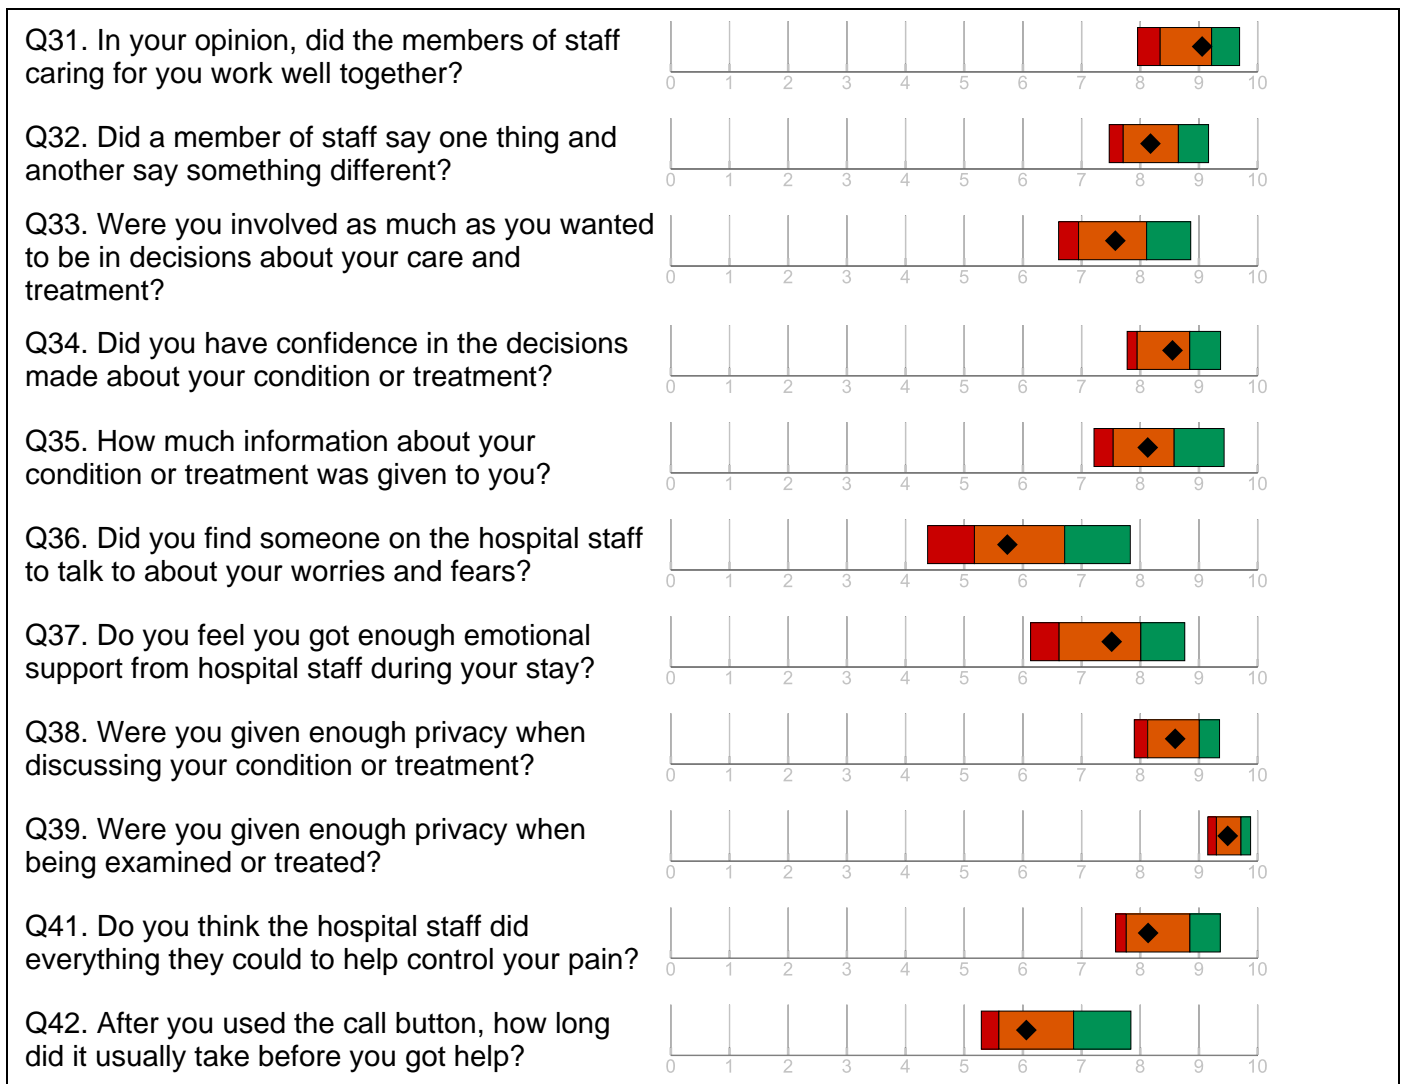 Q31. In your opinion, did the members of staff
caring for you work well together?
0 1 2 3 4 5 6 7 8 9 10
Q32. Did a member of staff say one thing and
another say something different?
0 1 2 3 4 5 6 7 8 9 10
Q33. Were you involved as much as you wanted
to be in decisions about your care and
treatment?
0 1 2 3 4 5 6 7 8 9 10
Q34. Did you have confidence in the decisions
made about your condition or treatment?
0 1 2 3 4 5 6 7 8 9 10
Q35. How much information about your
condition or treatment was given to you?
0 1 2 3 4 5 6 7 8 9 10
Q36. Did you find someone on the hospital staff
to talk to about your worries and fears?
0 1 2 3 4 5 6 7 8 9 10
Q37. Do you feel you got enough emotional
support from hospital staff during your stay?
0 1 2 3 4 5 6 7 8 9 10
Q38. Were you given enough privacy when
discussing your condition or treatment?
0 1 2 3 4 5 6 7 8 9 10
Q39. Were you given enough privacy when
being examined or treated?
0 1 2 3 4 5 6 7 8 9 10
Q41. Do you think the hospital staff did
everything they could to help control your pain?
0 1 2 3 4 5 6 7 8 9 10
Q42. After you used the call button, how long
did it usually take before you got help?
0 1 2 3 4 5 6 7 8 9 10